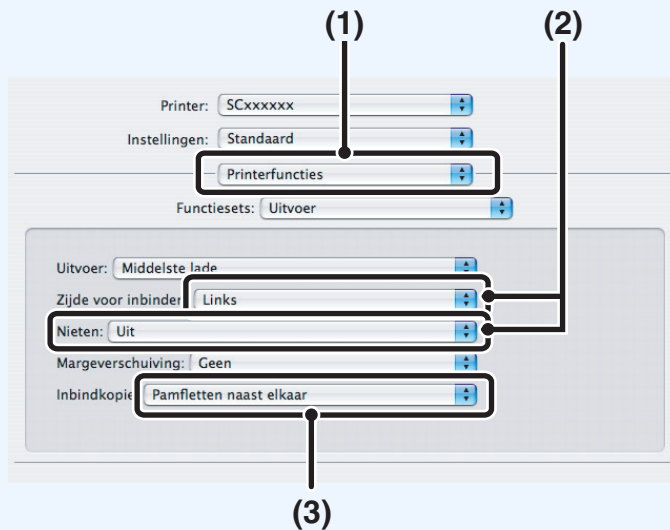 (1) (2)
Printer: SCxxxxxx
Instellingen: Standaard
Printerfuncties
Functiesets: Uitvoer
Uitvoer: Middelste lade
Zijde voor inbinden Links
Nieten: Uit
Margeverschuiving: Geen
Inbindkopie Pamfletten naast elkaar
(3)